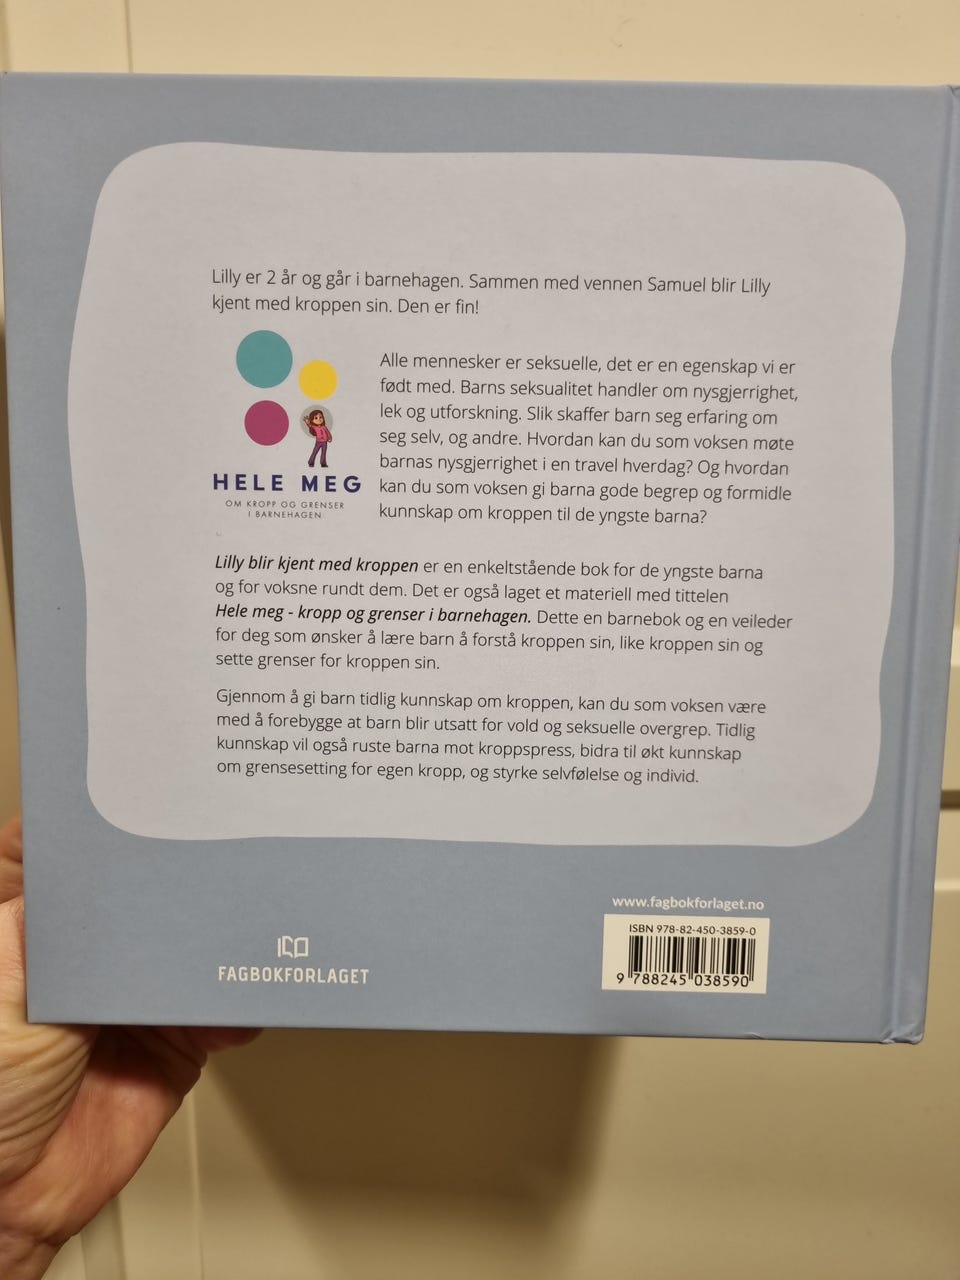 Lilly er 2 år og går i barnehagen. Sammen med vennen Samuel blir Lilly
kjent med kroppen sin. Den er fin!
HELE MEG
OM KROPP OG GRENSER
I BARNEHAGEN
Alle mennesker er seksuelle, det er en egenskap vi er
født med. Barns seksualitet handler om nysgjerrighet,
lek og utforskning. Slik skaffer barn seg erfaring om
seg selv, og andre. Hvordan kan du som voksen møte
barnas nysgjerrighet i en travel hverdag? Og hvordan
kan du som voksen gi barna gode begrep og formidle
kunnskap om kroppen til de yngste barna?
Lilly blir kjent med kroppen er en enkeltstående bok for de yngste barna
og for voksne rundt dem. Det er også laget et materiell med tittelen
Hele meg - kropp og grenser i barnehagen. Dette en barnebok og en veileder
for deg som ønsker å lære barn å forstå kroppen sin, like kroppen sin og
sette grenser for kroppen sin.
Gjennom å gi barn tidlig kunnskap om kroppen, kan du som voksen være
med å forebygge at barn blir utsatt for vold og seksuelle overgrep. Tidlig
kunnskap vil også ruste barna mot kroppspress, bidra til økt kunnskap
om grensesetting for egen kropp, og styrke selvfølelse og individ.
www.fagbokforlaget.no
ISBN 978-82-450-3859-0
9 788245 038590
FAGBOKFORLAGET